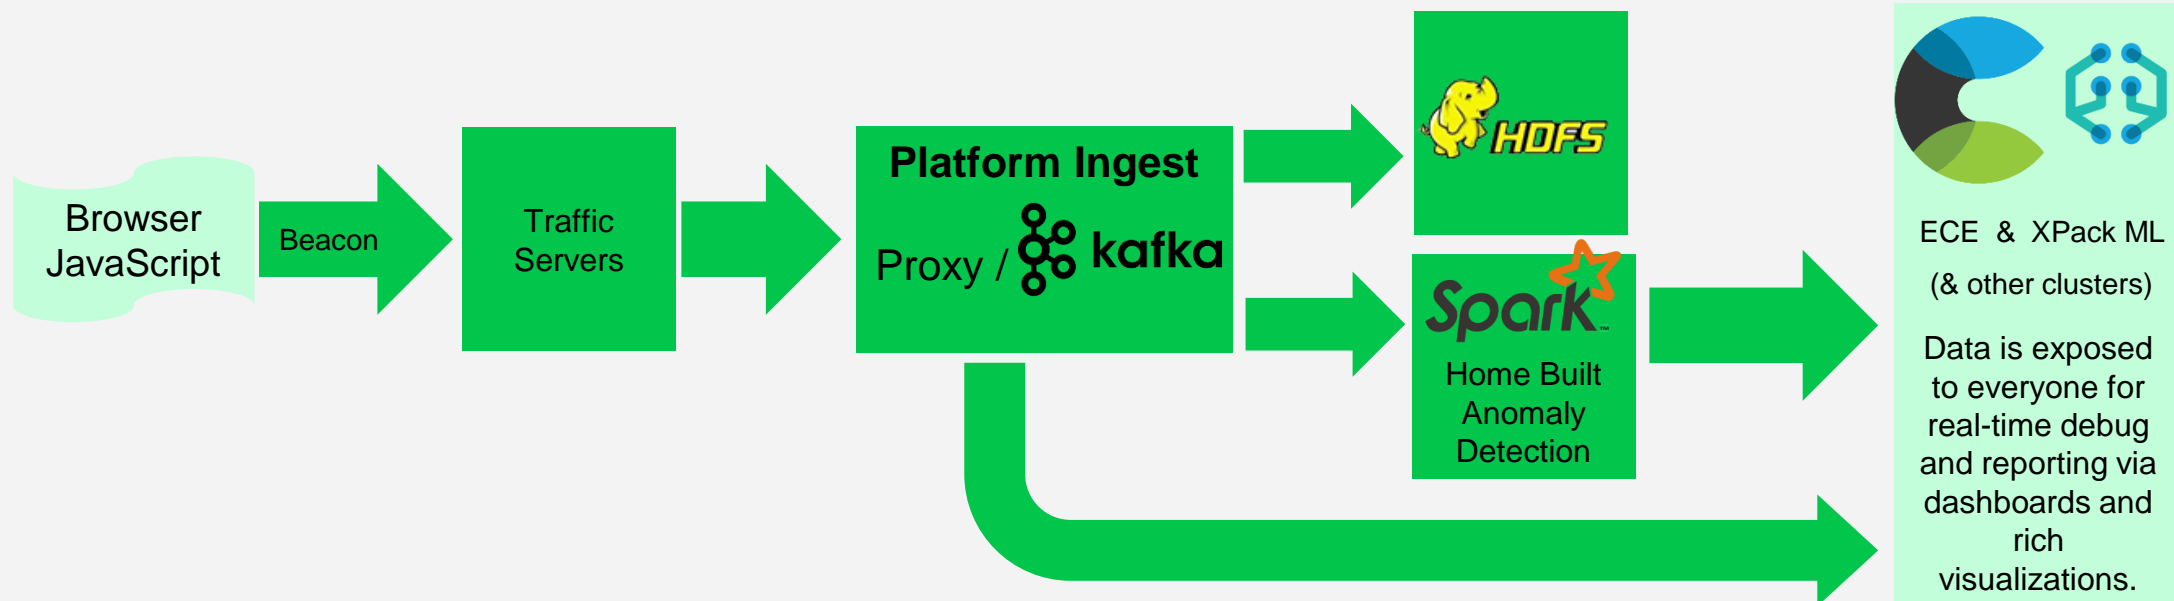 Browser
JavaScript
Beacon
Traffic
Servers
Platform Ingest
Proxy / kafka
HDFS
Spark™
Home Built
Anomaly
Detection
ECE & XPack ML
(& other clusters)
Data is exposed
to everyone for
real-time debug
and reporting via
dashboards and
rich
visualizations.